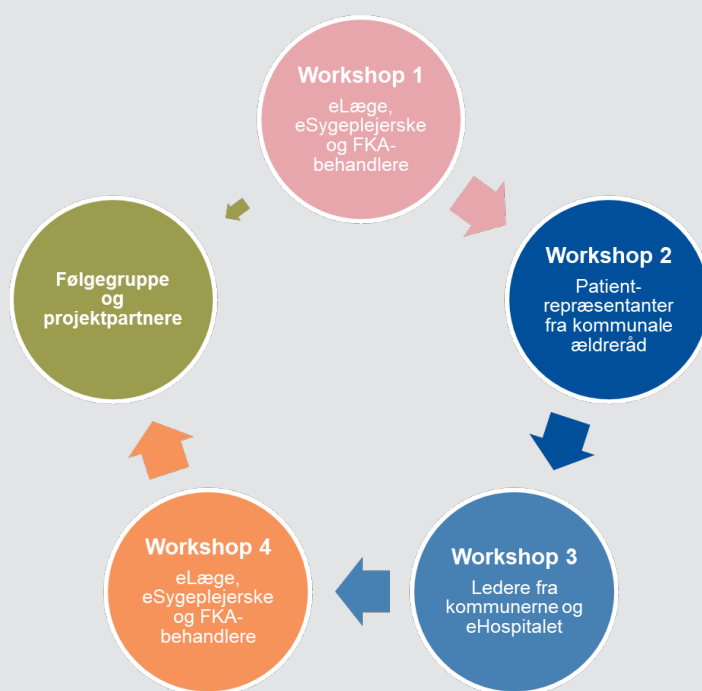 Workshop 1
eLæge,
eSygeplejerske
og FKA-
behandlere
Workshop 2
Patient-
repræsentanter
fra kommunale
ældreråd
Workshop 3
Ledere fra
kommunerne og
eHospitalet
Workshop 4
eLæge,
eSygeplejerske
og FKA-
behandlere
Følgegruppe
og
projektpartnere